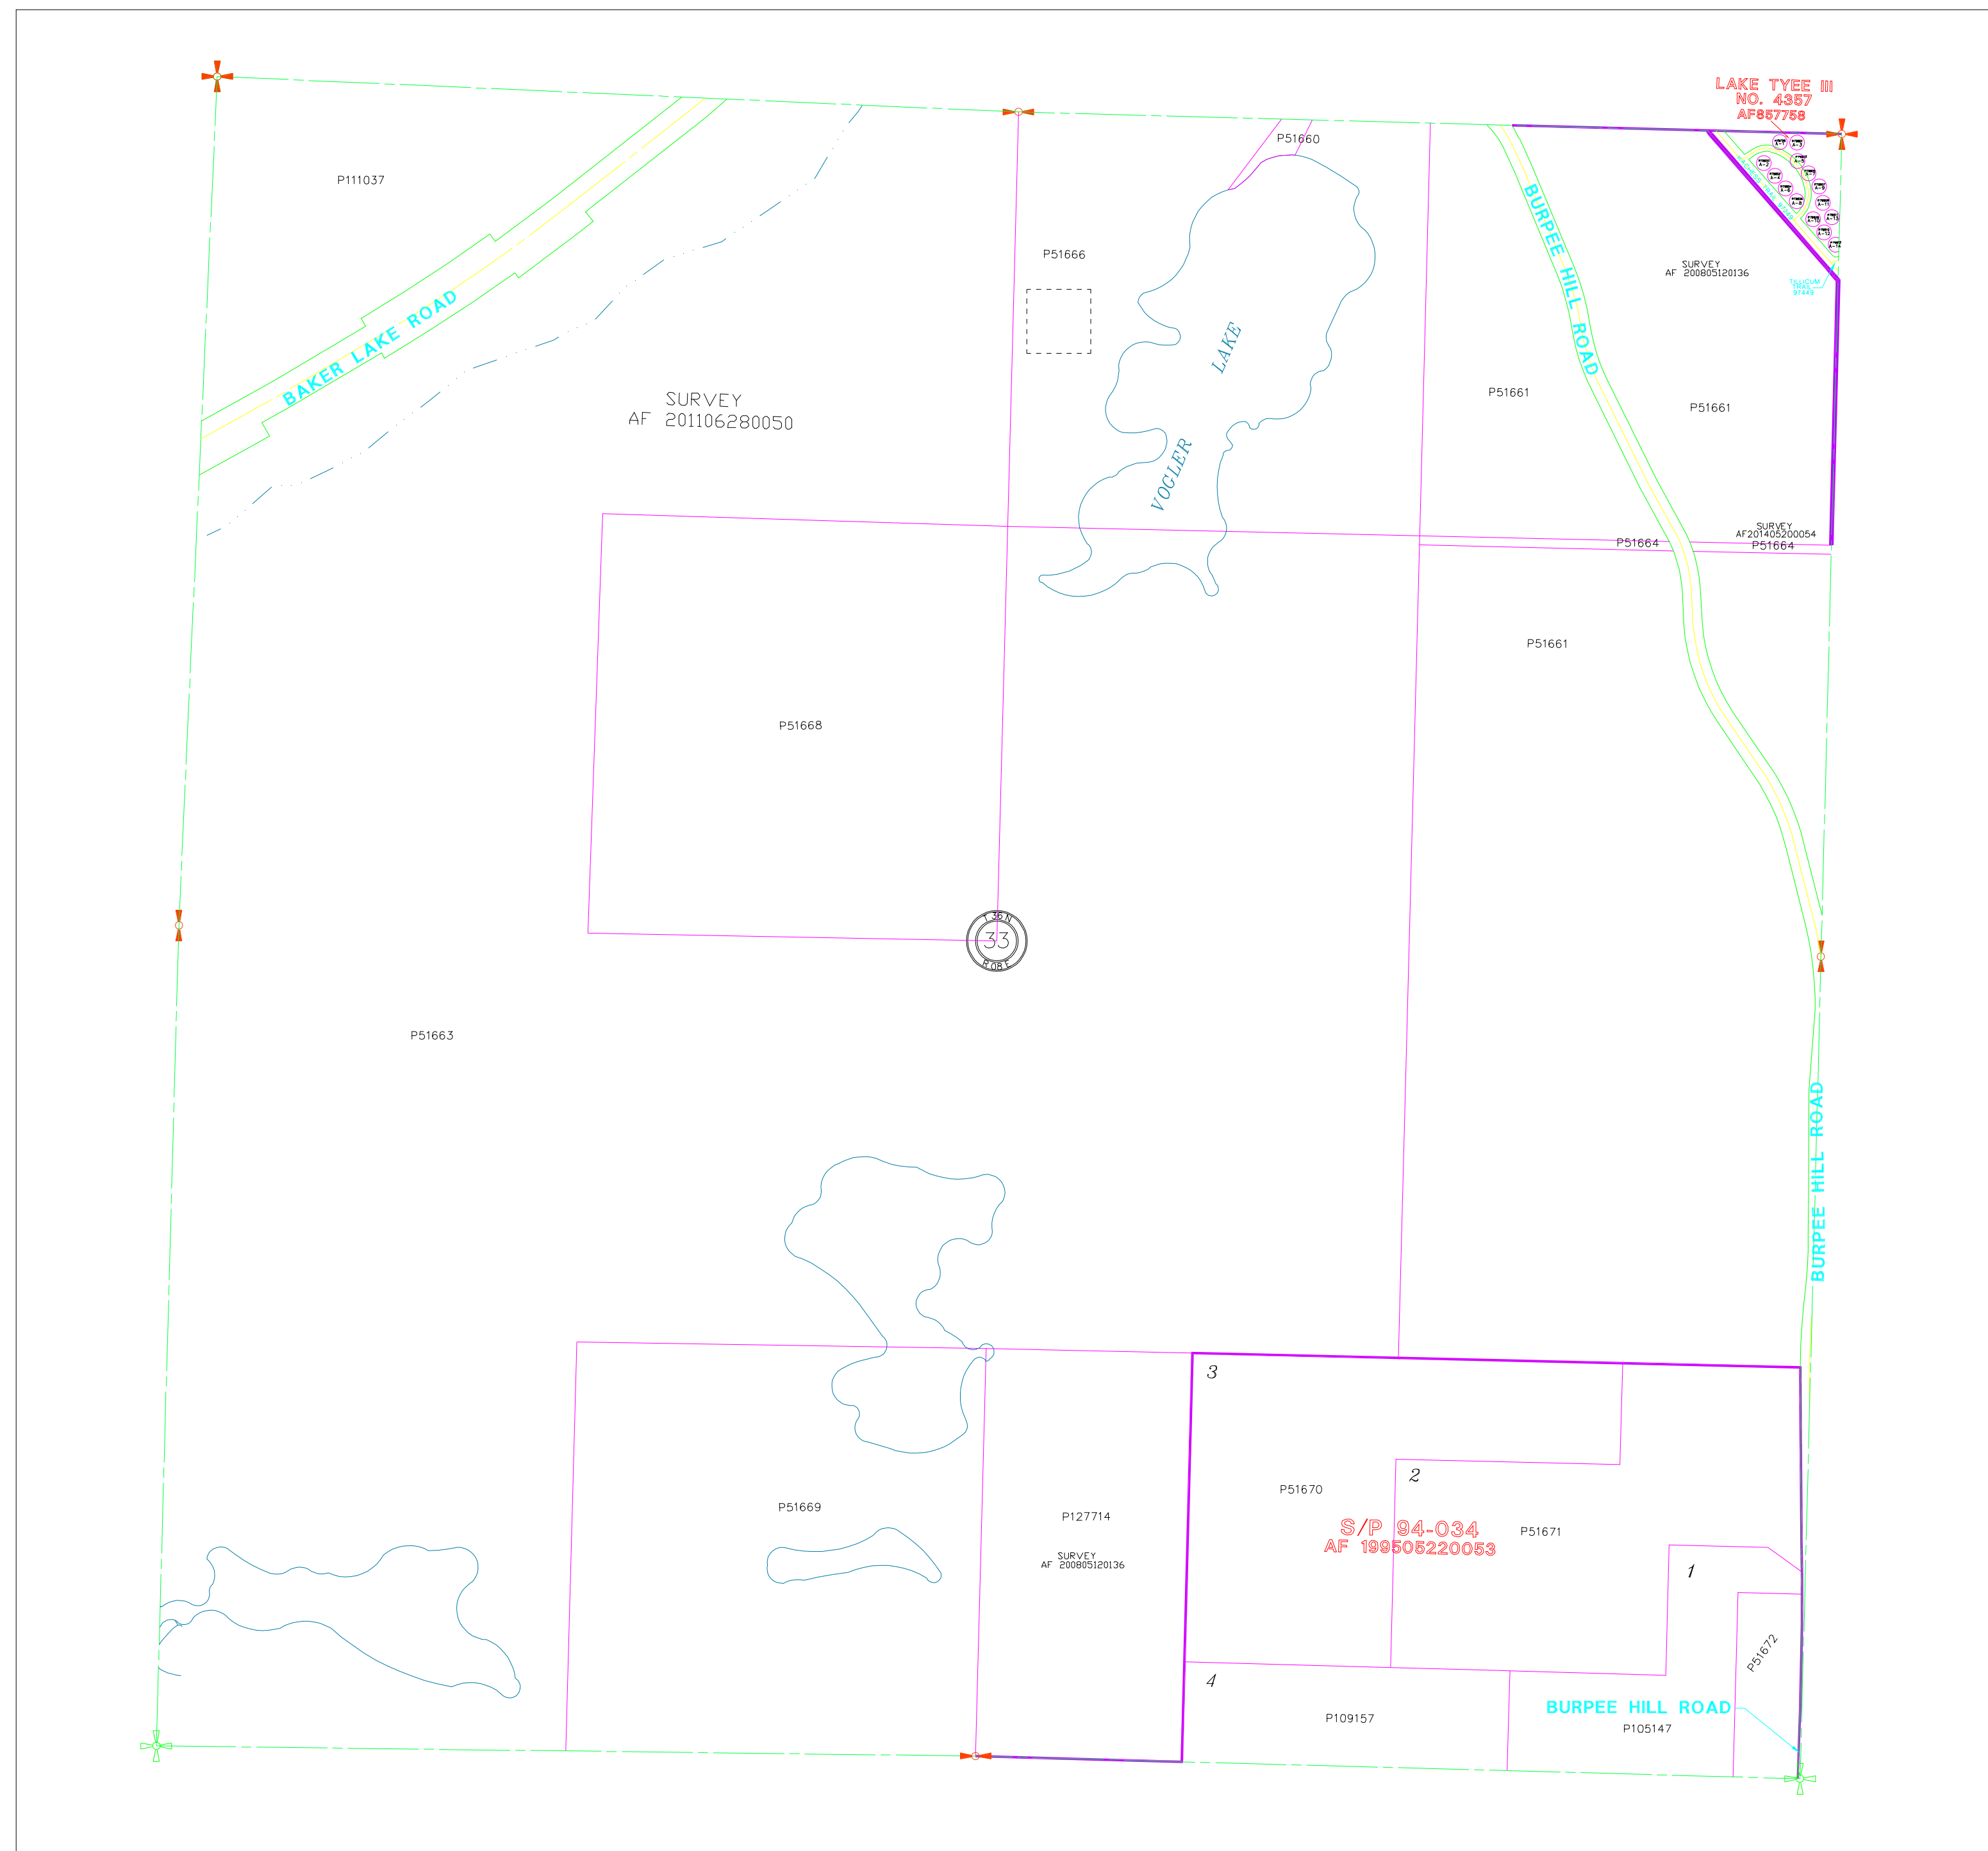 LAKE TYEE III
NO. 4357
AF857758
P51660
P111037
P51666
BURPEE HILL ROAD
SURVEY
AF 200805120136
TILLICUM
TRAIL
97449
BAKER LAKE ROAD
LAKE
VOGLER
SURVEY
AF 201106280050
P51661
P51661
SURVEY
AF201405200054
P51664
P51664
P51661
P51668
T 36 N
33
R 08 E
P51663
BURPEE HILL ROAD
3
2
P51670
P51669
P127714
S/P 94-034
AF 199505220053
P51671
SURVEY
AF 200805120136
1
P51672
4
BURPEE HILL ROAD
P109157
P105147